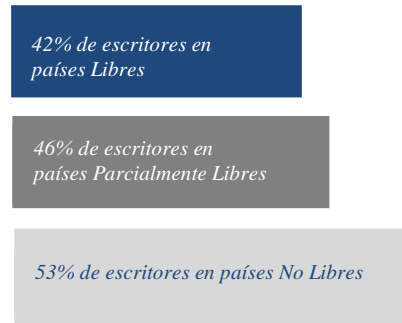 42% de escritores en
países Libres
46% de escritores en
países Parcialmente Libres
53% de escritores en países No Libres